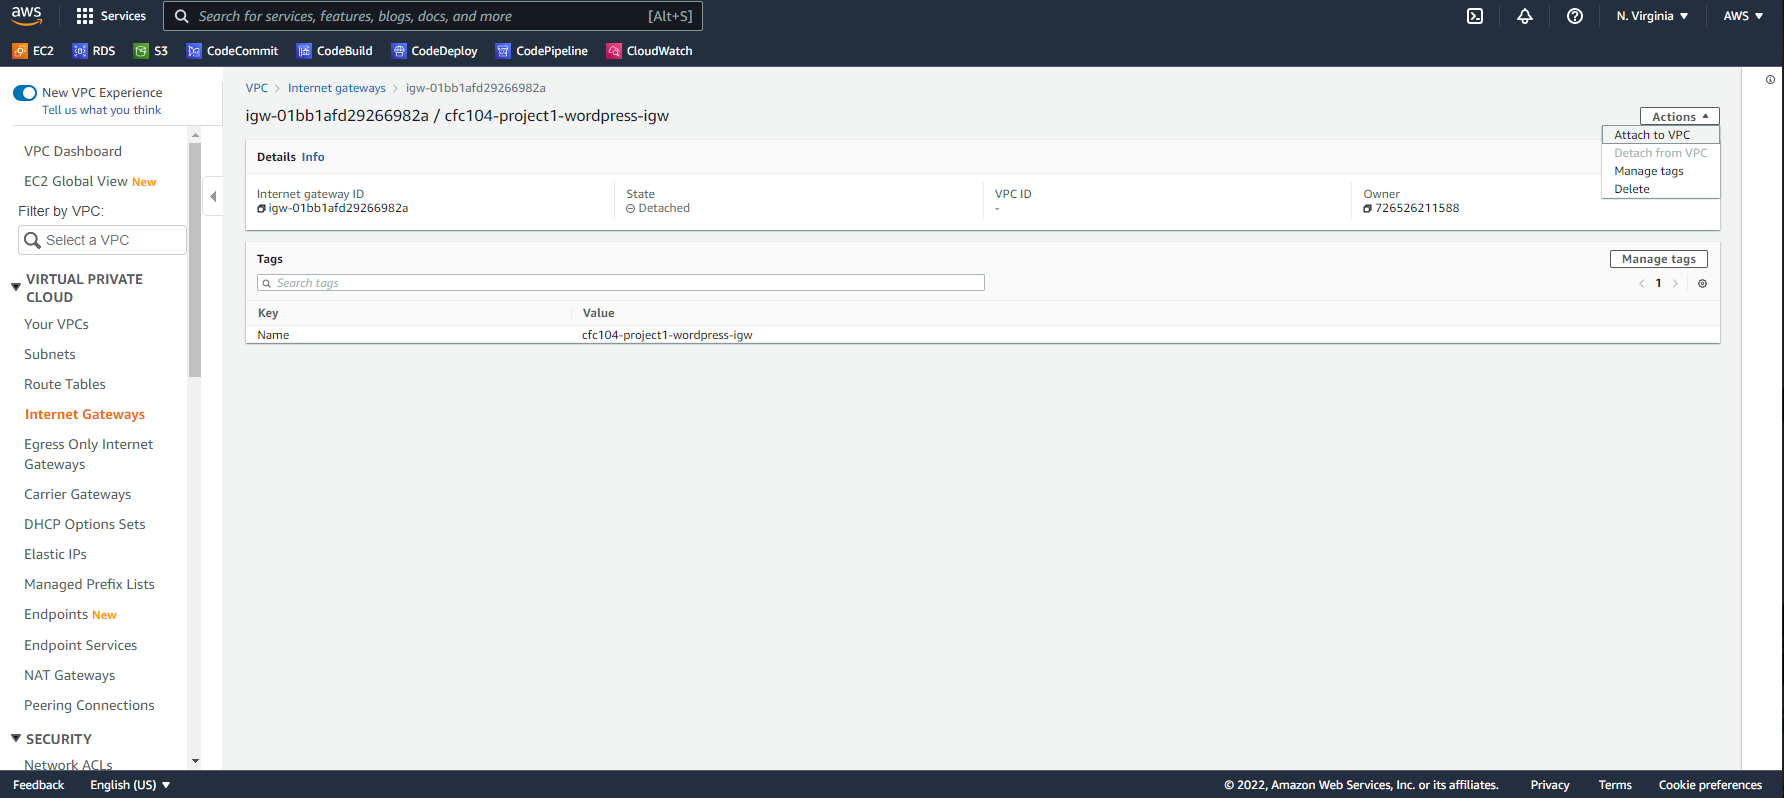 aws
Services
Search for services, features, blogs, docs, and more [Alt+S]
N. Virginia
AWS
EC2 RDS S3 CodeCommit CodeBuild CodeDeploy CodePipeline CloudWatch
New VPC Experience
Tell us what you think
VPC Dashboard
EC2 Global View New
Filter by VPC:
Select a VPC
VIRTUAL PRIVATE
CLOUD
Your VPCs
Subnets
Route Tables
Internet Gateways
Egress Only Internet
Gateways
Carrier Gateways
DHCP Options Sets
Elastic IPs
Managed Prefix Lists
Endpoints New
Endpoint Services
NAT Gateways
Peering Connections
SECURITY
Network ACLs
VPC > Internet gateways > igw-01bb1afd29266982a
igw-01bb1afd29266982a / cfc104-project1-wordpress-igw
Actions
Attach to VPC
Detach from VPC
Manage tags
Delete
Details Info
Internet gateway ID
igw-01bb1afd29266982a
State
Detached
VPC ID
-
Owner
726526211588
Tags
Manage tags
Search tags
1
Key Value
Name cfc104-project1-wordpress-igw
Feedback English (US)
© 2022, Amazon Web Services, Inc. or its affiliates. Privacy Terms Cookie preferences